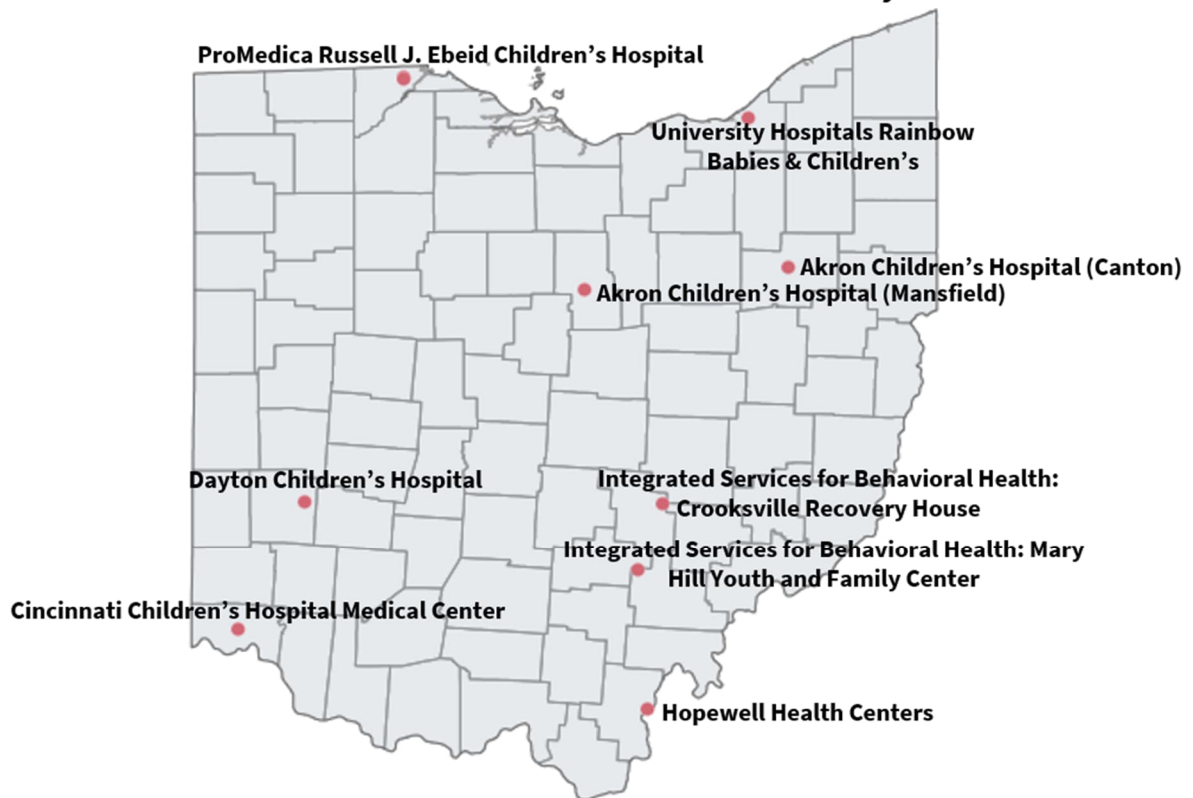 ProMedica Russell J. Ebeid Children’s Hospital
University Hospitals Rainbow
Babies & Children’s
Akron Children’s Hospital (Canton)
Akron Children’s Hospital (Mansfield)
Dayton Children’s Hospital
Integrated Services for Behavioral Health:
Crooksville Recovery House
Integrated Services for Behavioral Health: Mary
Hill Youth and Family Center
Cincinnati Children’s Hospital Medical Center
Hopewell Health Centers